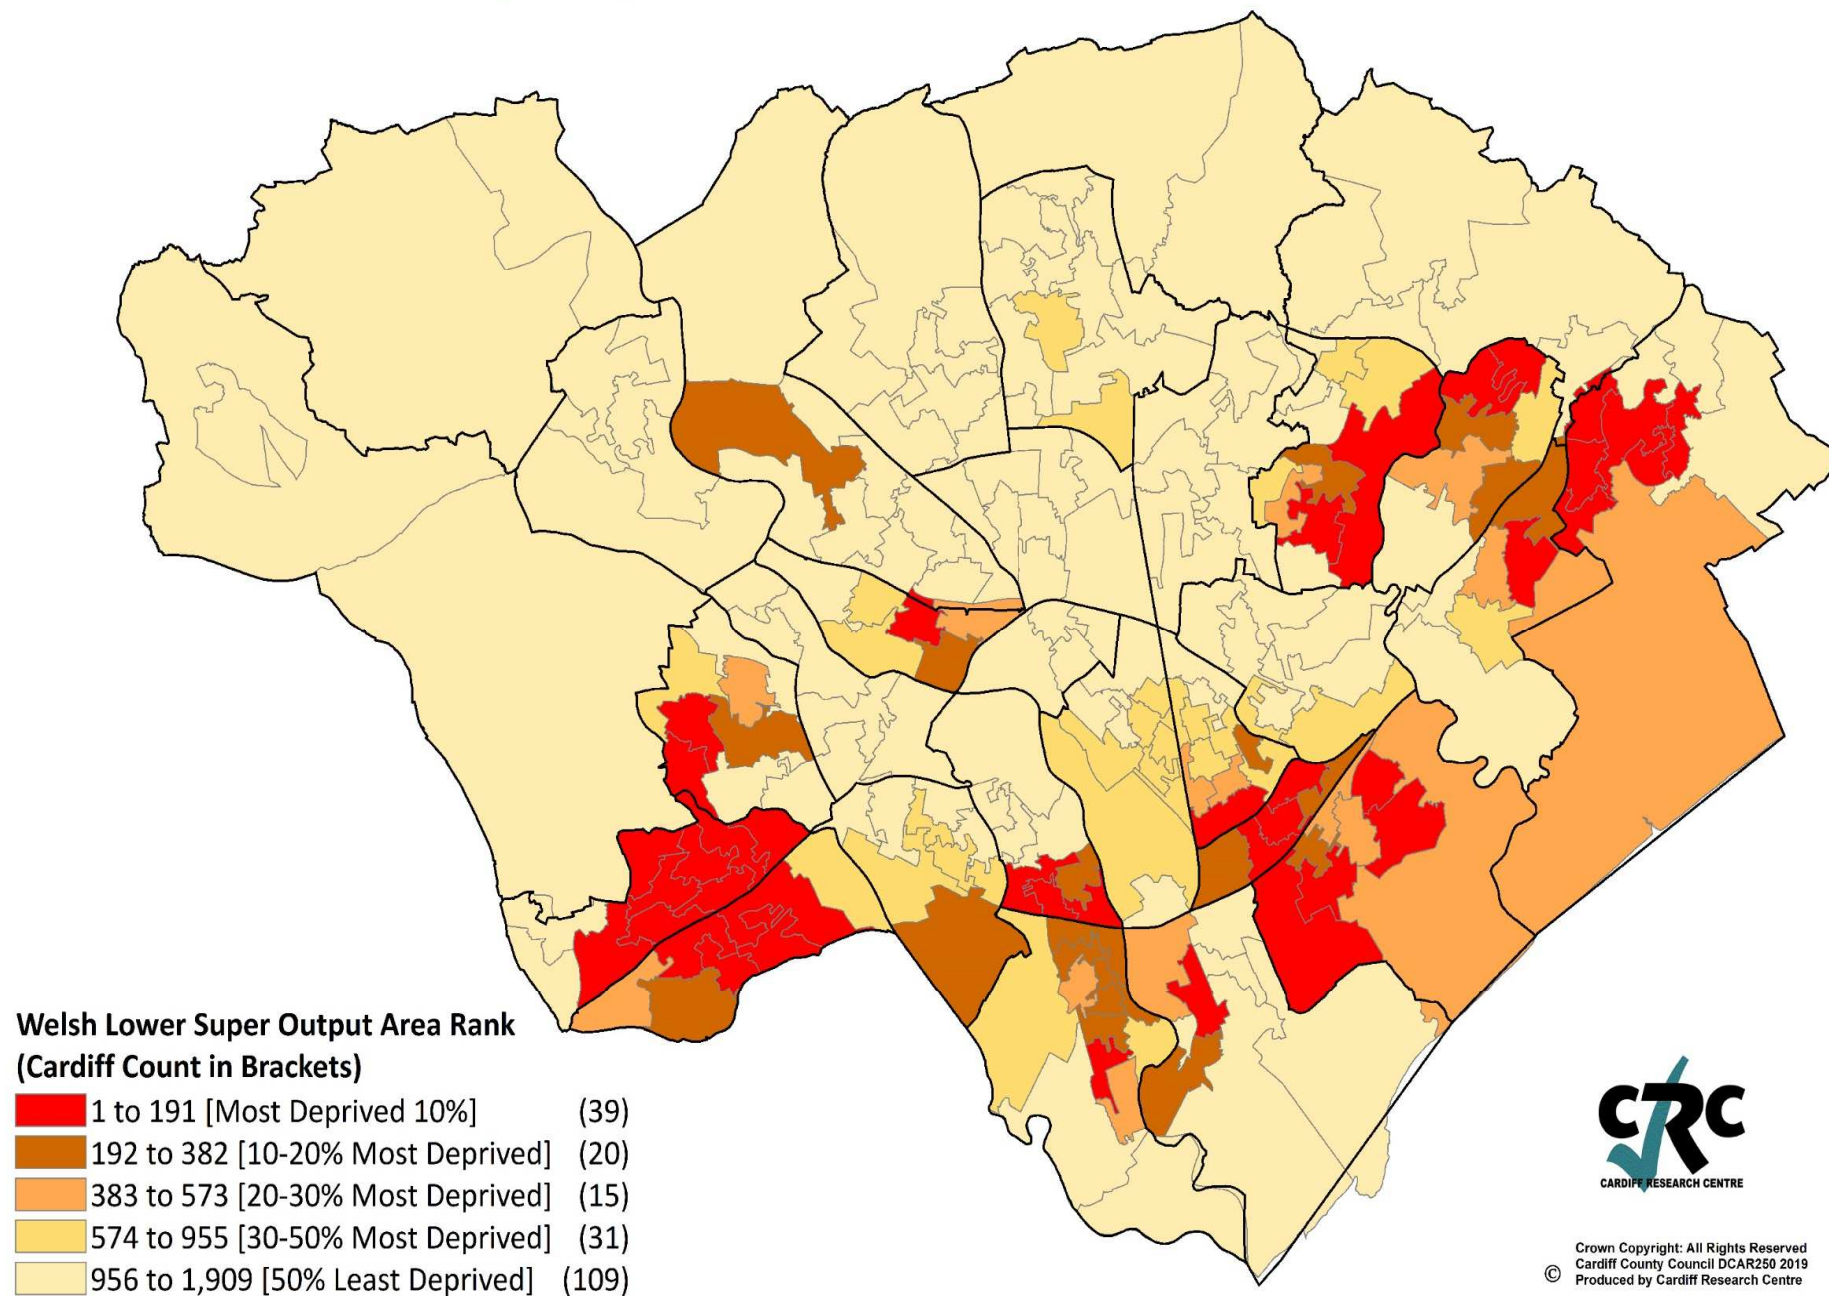 Welsh Lower Super Output Area Rank
(Cardiff Count in Brackets)
1 to 191 [Most Deprived 10%] (39)
192 to 382 [10-20% Most Deprived] (20)
383 to 573 [20-30% Most Deprived] (15)
574 to 955 [30-50% Most Deprived] (31)
956 to 1,909 [50% Least Deprived] (109)
CRC
CARDIFF RESEARCH CENTRE
Crown Copyright: All Rights Reserved
Cardiff County Council DCAR250 2019
© Produced by Cardiff Research Centre